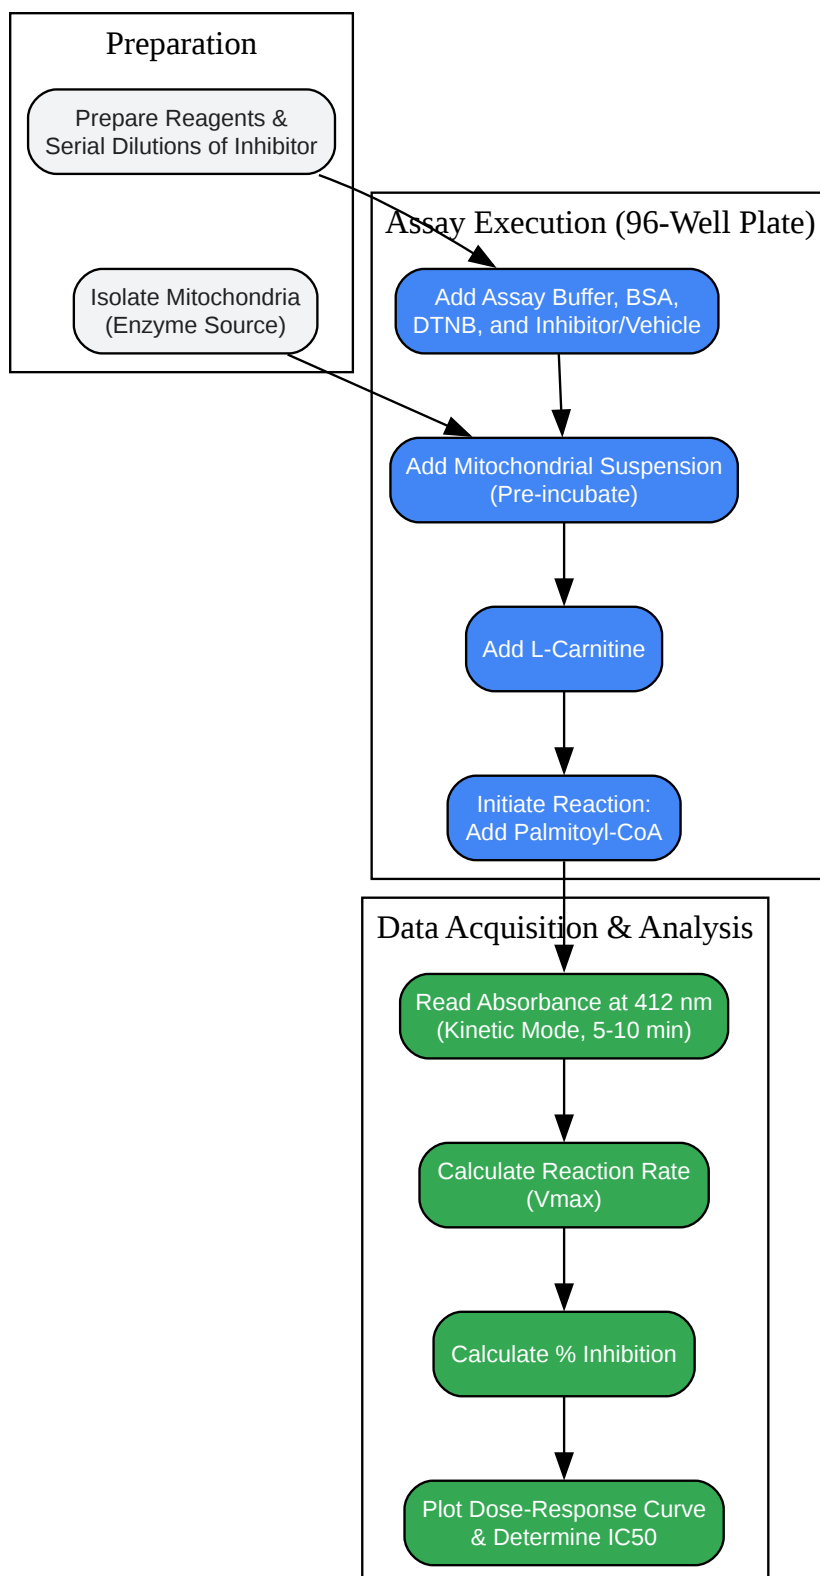 Preparation
Prepare Reagents &
Serial Dilutions of Inhibitor
Isolate Mitochondria
(Enzyme Source)
Assay Execution (96-Well Plate)
Add Assay Buffer, BSA,
DTNB, and Inhibitor/Vehicle
Add Mitochondrial Suspension
(Pre-incubate)
Add L-Carnitine
Initiate Reaction:
Add Palmitoyl-CoA
Data Acquisition & Analysis
Read Absorbance at 412 nm
(Kinetic Mode, 5-10 min)
Calculate Reaction Rate
(Vmax)
Calculate % Inhibition
Plot Dose-Response Curve
& Determine IC50